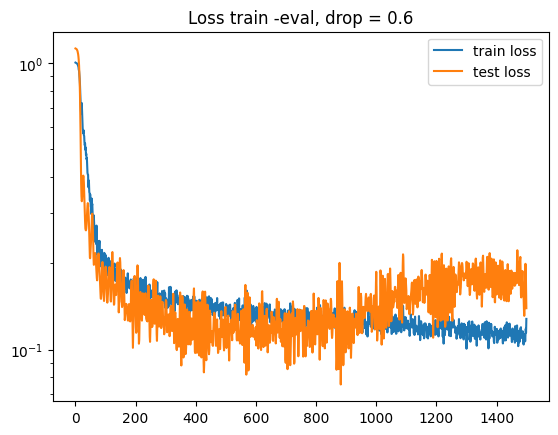 Loss train -eval, drop = 0.6
train loss
test loss
10⁰
10⁻¹
0 200 400 600 800 1000 1200 1400